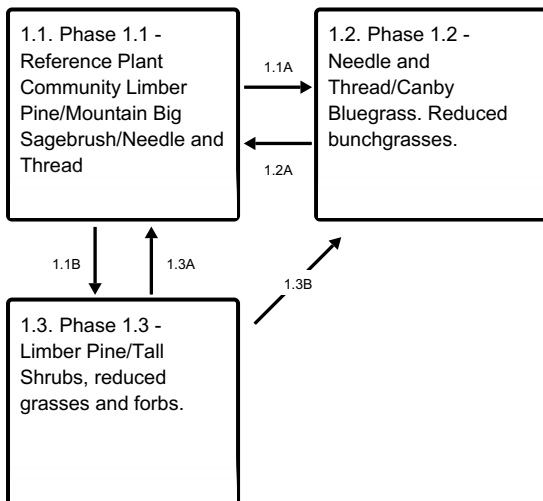 1.1. Phase 1.1 -
Reference Plant
Community Limber
Pine/Mountain Big
Sagebrush/Needle and
Thread
1.1A
1.2A
1.2. Phase 1.2 -
Needle and
Thread/Canby
Bluegrass. Reduced
bunchgrasses.
1.1B
1.3A
1.3B
1.3. Phase 1.3 -
Limber Pine/Tall
Shrubs, reduced
grasses and forbs.